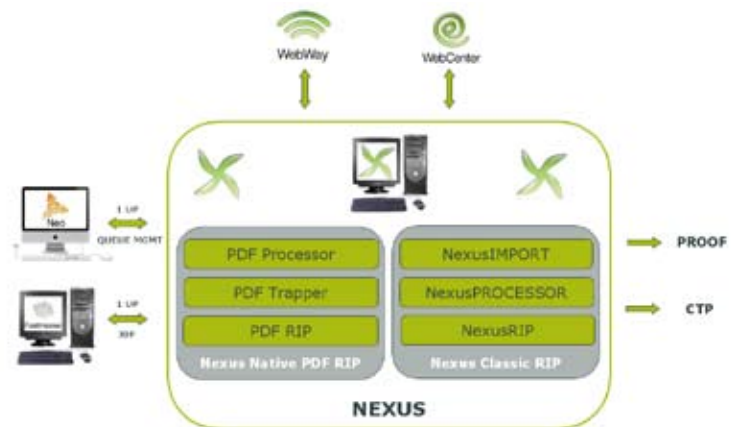 WebWay
WebCenter
Neo
1 UP
QUEUE MGMT
1 UP
PDF Processor
PDF Trapper
PDF RIP
Nexus Native PDF RIP
NexusIMPORT
NexusPROCESSOR
NexusRIP
Nexus Classic RIP
PROOF
CTP
NEXUS